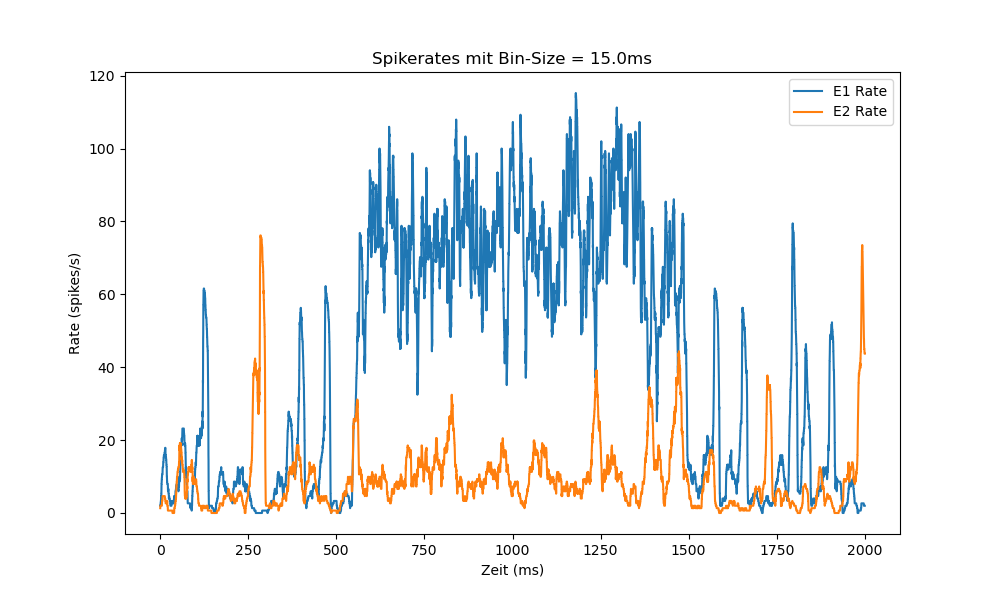 Spikerates mit Bin-Size = 15.0ms
E1 Rate
E2 Rate
120
100
80
60
40
20
0
Rate (spikes/s)
0 250 500 750 1000 1250 1500 1750 2000
Zeit (ms)